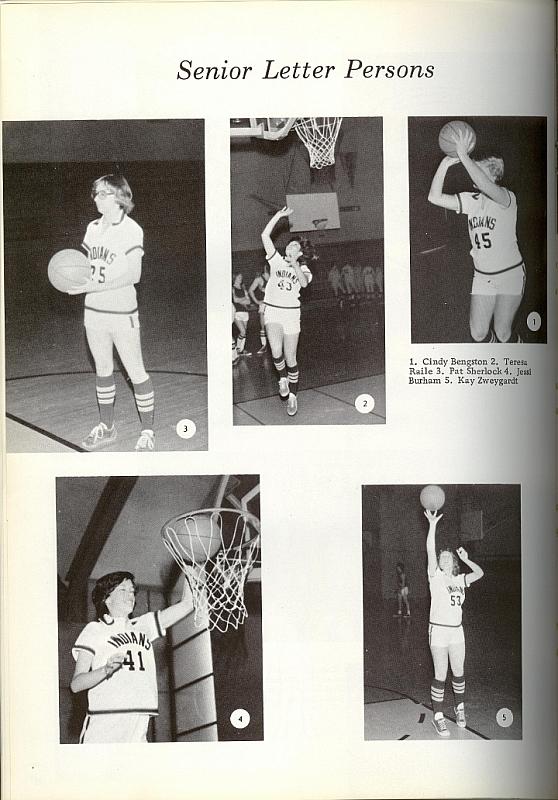 Senior Letter Persons
INDIANS
43
INDIANS
45
1
2
3
1. Cindy Bengston 2. Teresa
Raile 3. Pat Sherlock 4. Jessi
Burham 5. Kay Zweygardt
INDIANS
41
4
INDIANS
53
5